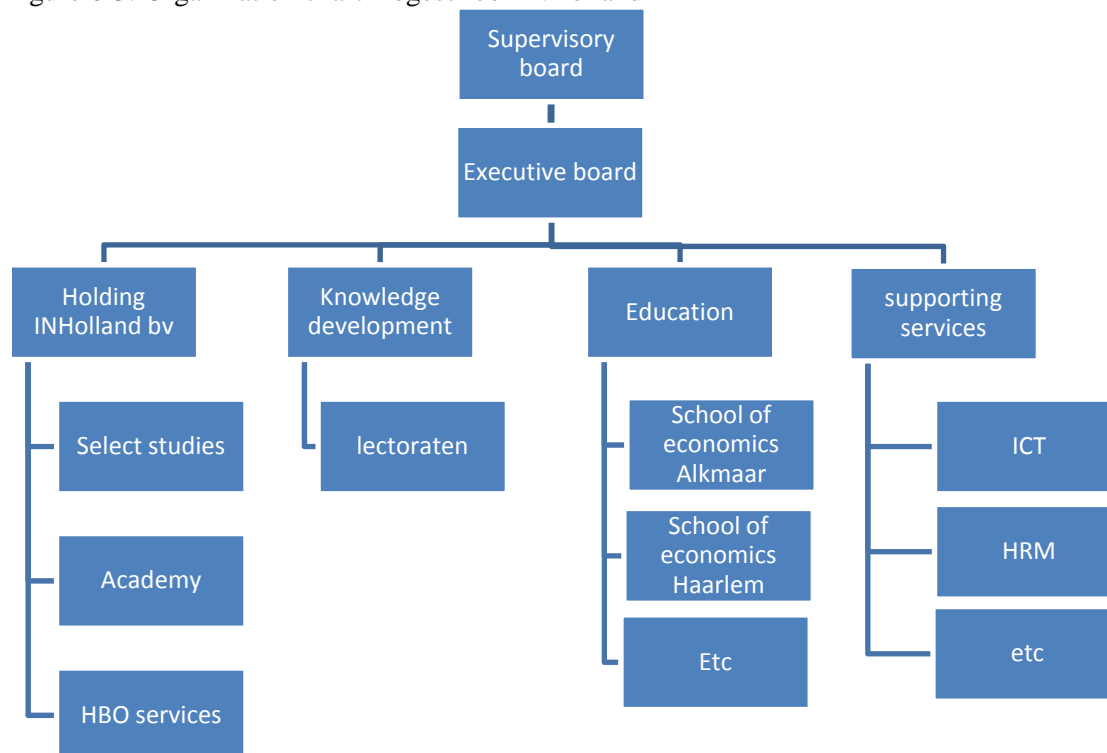 Supervisory
board
Executive board
Holding
INHolland bv
Knowledge
development
Education
supporting
services
Select studies
lectoraten
School of
economics
Alkmaar
ICT
Academy
School of
economics
Haarlem
HRM
HBO services
Etc
etc